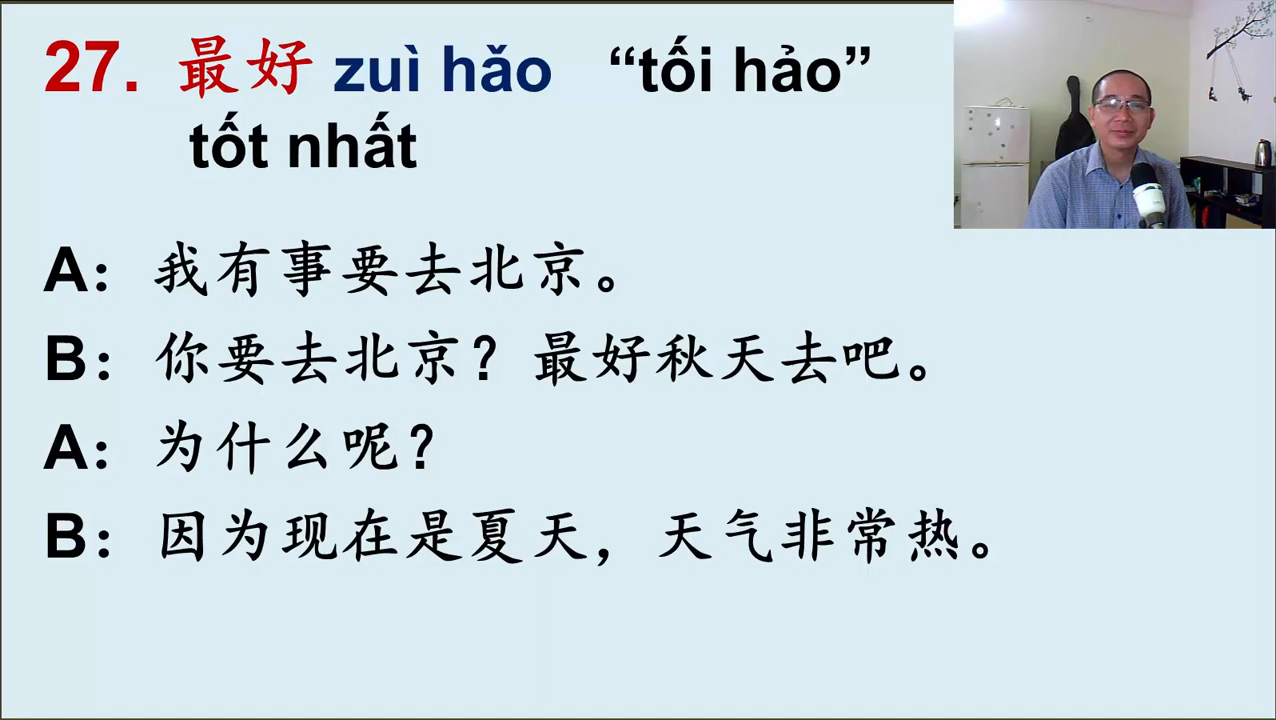 27. 最好 zuì hǎo “tối hảo”
tốt nhất
A：我有事要去北京。
B：你要去北京？最好秋天去吧。
A：为什么呢？
B：因为现在是夏天，天气非常热。